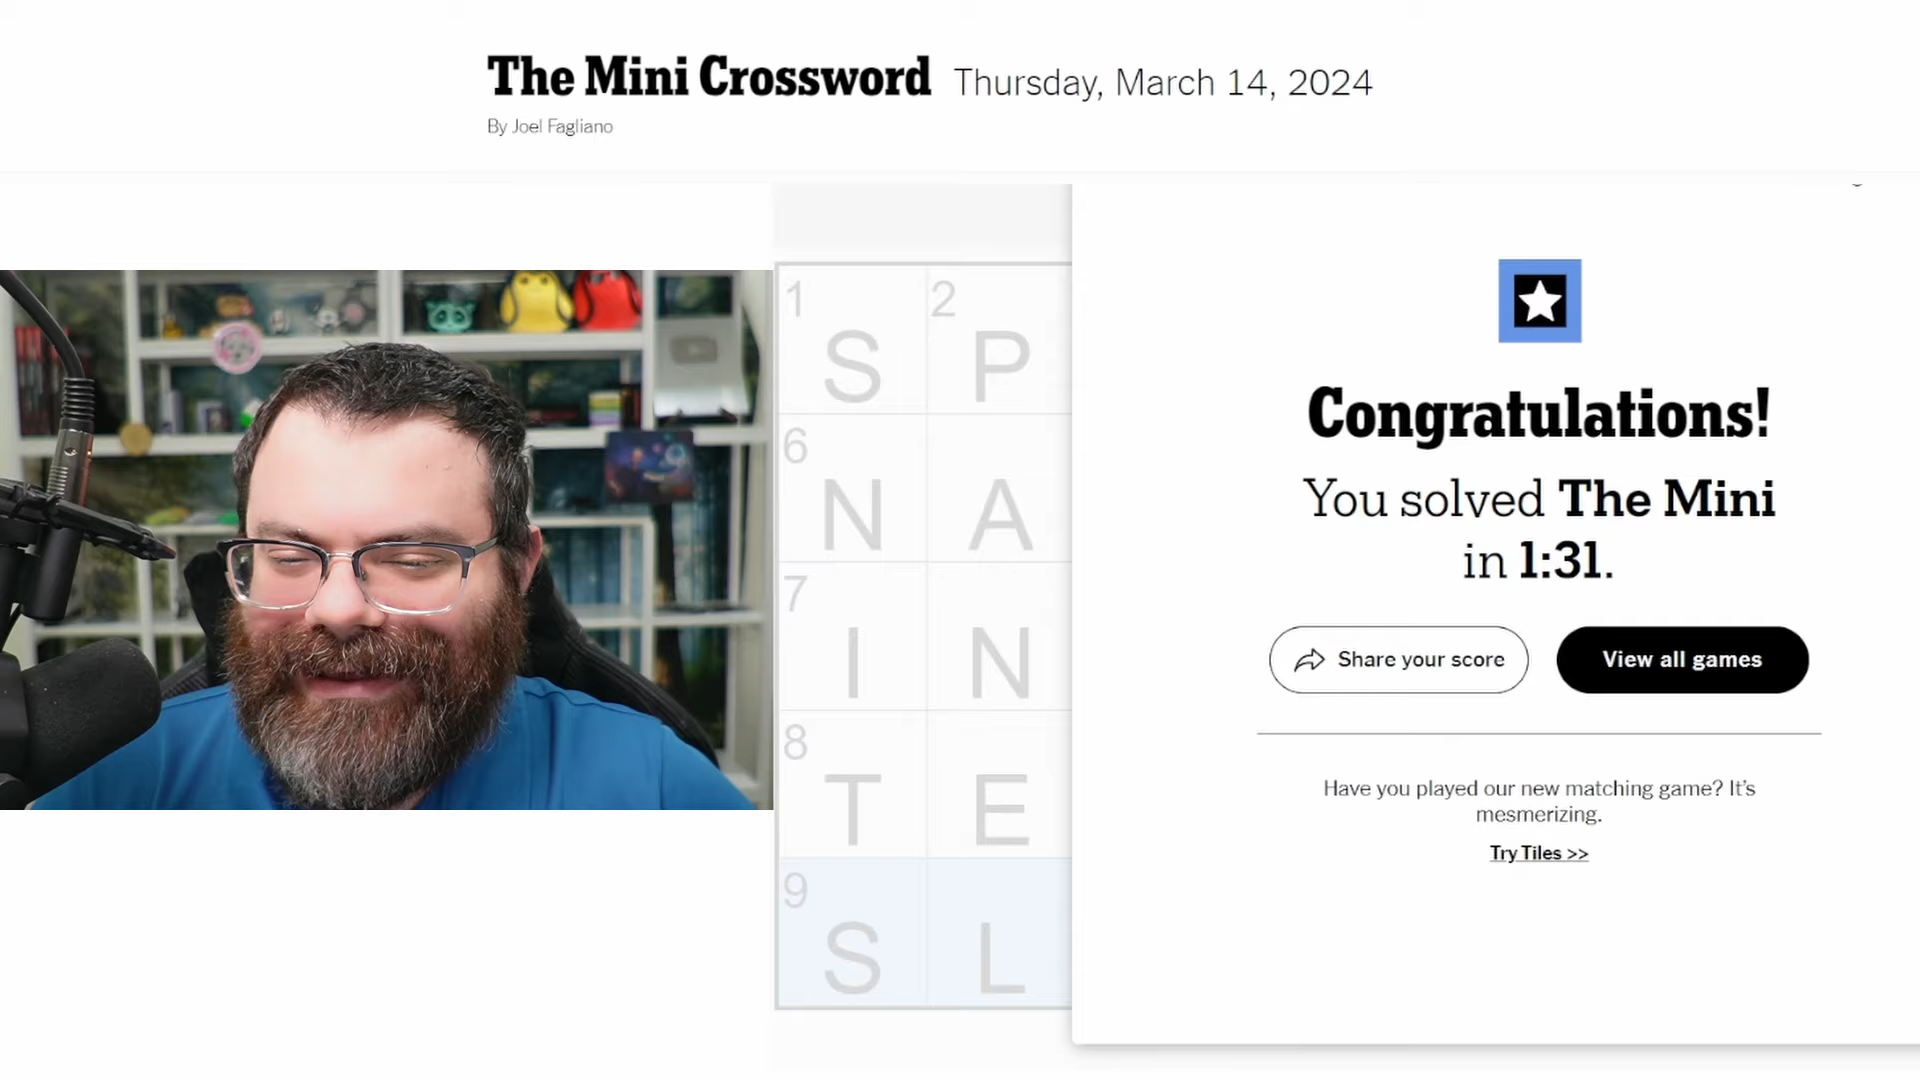 The Mini Crossword Thursday, March 14, 2024
By Joel Fagliano
1 2
S P
6
N A
7
I N
8
T E
9
S L
Congratulations!
You solved The Mini
in 1:31.
Share your score
View all games
Have you played our new matching game? It's
mesmerizing.
Try Tiles >>